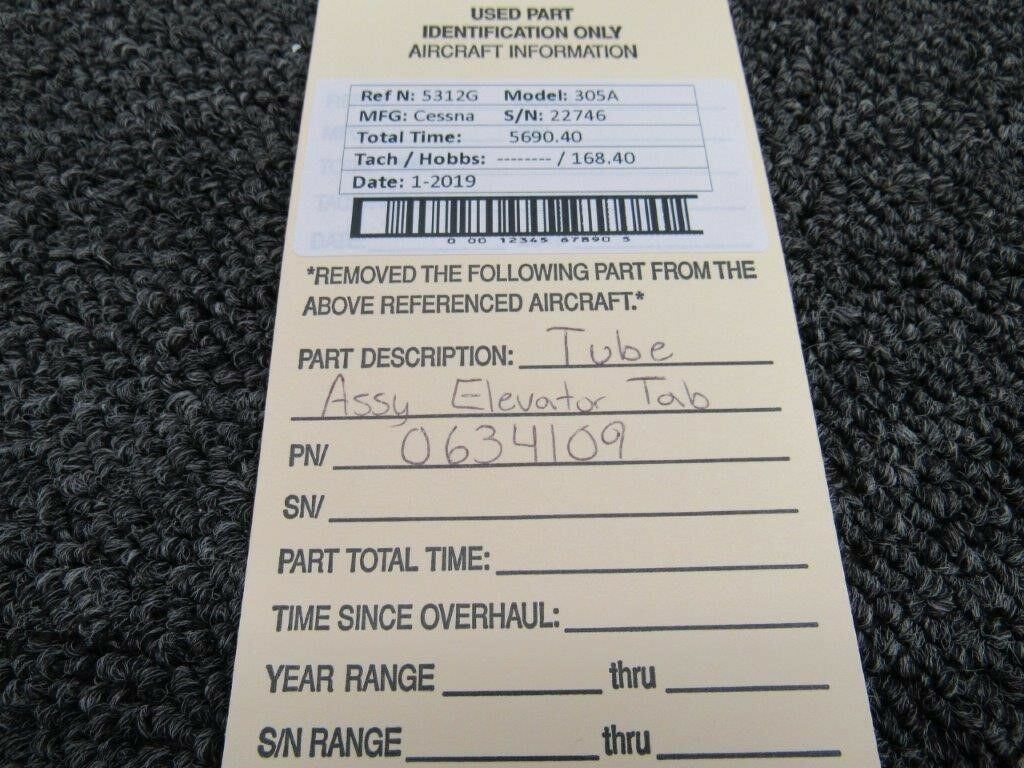 USED PART
IDENTIFICATION ONLY
AIRCRAFT INFORMATION
Ref N: 5312G Model: 305A
MFG: Cessna S/N: 22746
Total Time: 5690.40
Tach / Hobbs: -------- / 168.40
Date: 1-2019
0 00 12345 67890 5
*REMOVED THE FOLLOWING PART FROM THE
ABOVE REFERENCED AIRCRAFT.*
PART DESCRIPTION: Tube
Assy Elevator Tab
PN/ 0634109
SN/
PART TOTAL TIME:
TIME SINCE OVERHAUL:
YEAR RANGE thru
S/N RANGE thru